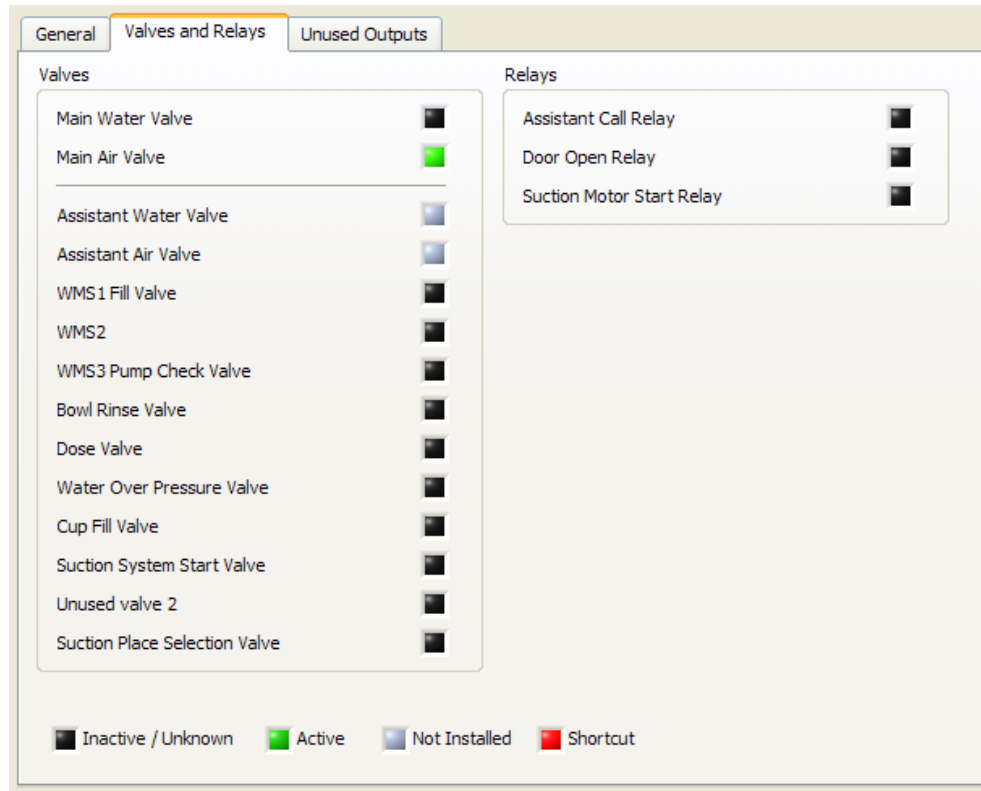 General
Valves and Relays
Unused Outputs
Valves
Main Water Valve
Main Air Valve
Assistant Water Valve
Assistant Air Valve
WMS1 Fill Valve
WMS2
WMS3 Pump Check Valve
Bowl Rinse Valve
Dose Valve
Water Over Pressure Valve
Cup Fill Valve
Suction System Start Valve
Unused valve 2
Suction Place Selection Valve
Relays
Assistant Call Relay
Door Open Relay
Suction Motor Start Relay
Inactive / Unknown
Active
Not Installed
Shortcut